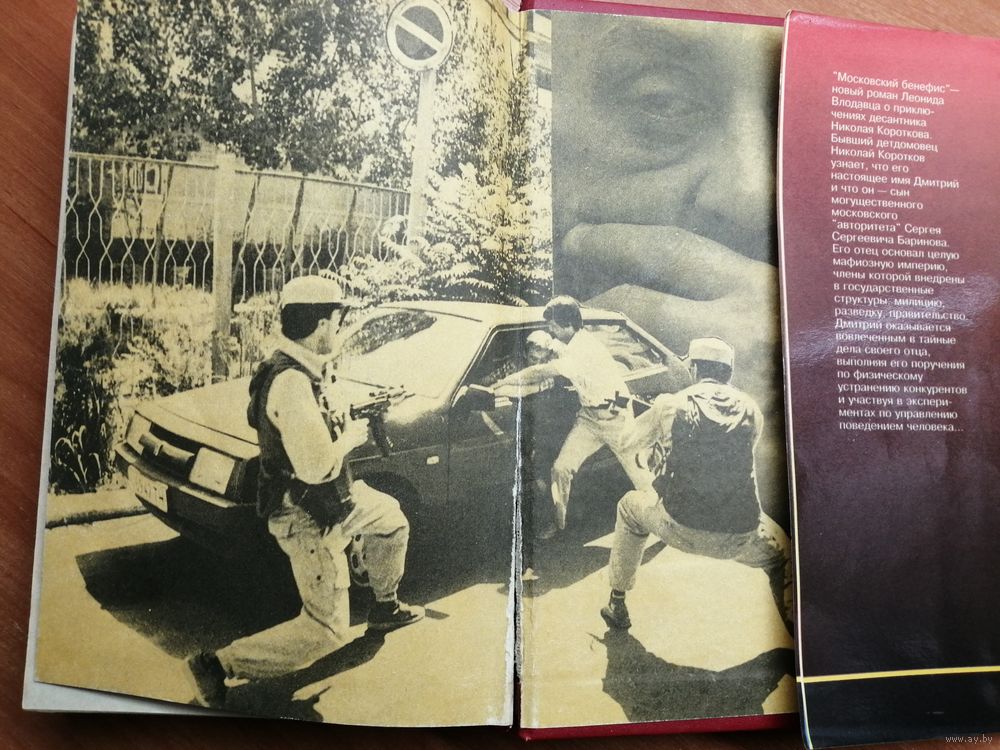 "Московский бенефис"—
новый роман Леонида
Влодавца о приклю-
чениях десантника
Николая Короткова.
Бывший детдомовец
Николай Коротков
узнает, что его
настоящее имя Дмитрий
и что он — сын
могущественного
московского
"авторитета" Сергея
Сергеевича Баринова.
Его отец основал целую
мафиозную империю,
члены которой внедрены
в государственные
структуры: милицию,
разведку, правительство.
Дмитрий оказывается
вовлеченным в тайные
дела своего отца,
выполняя его поручения
по физическому
устранению конкурентов
и участвуя в экспери-
ментах по управлению
поведением человека...
www.ay.by